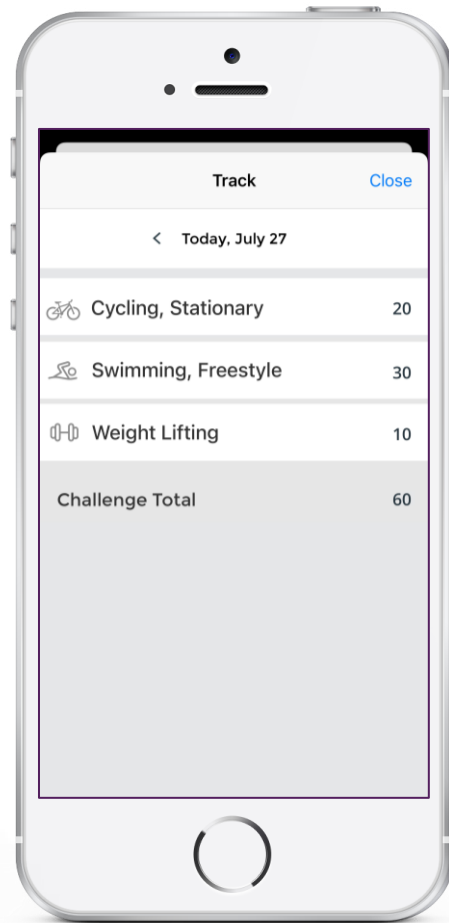 Track Close
< Today, July 27
Cycling, Stationary 20
Swimming, Freestyle 30
Weight Lifting 10
Challenge Total 60